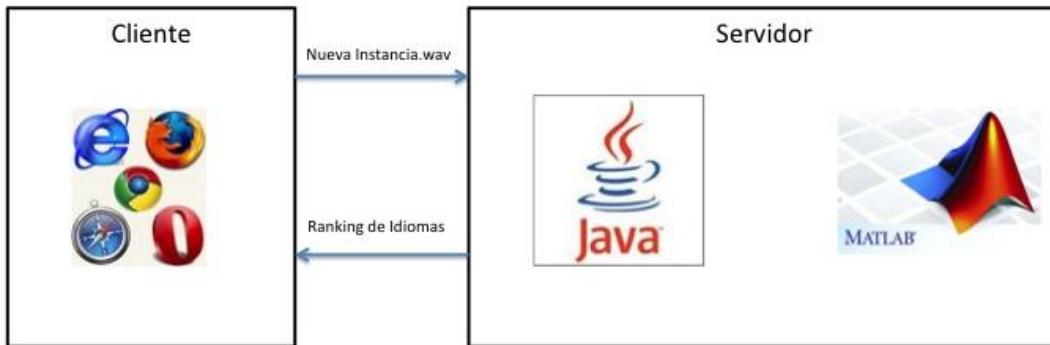 Cliente
Servidor
Nueva Instancia.wav
Ranking de Idiomas
Java
MATLAB